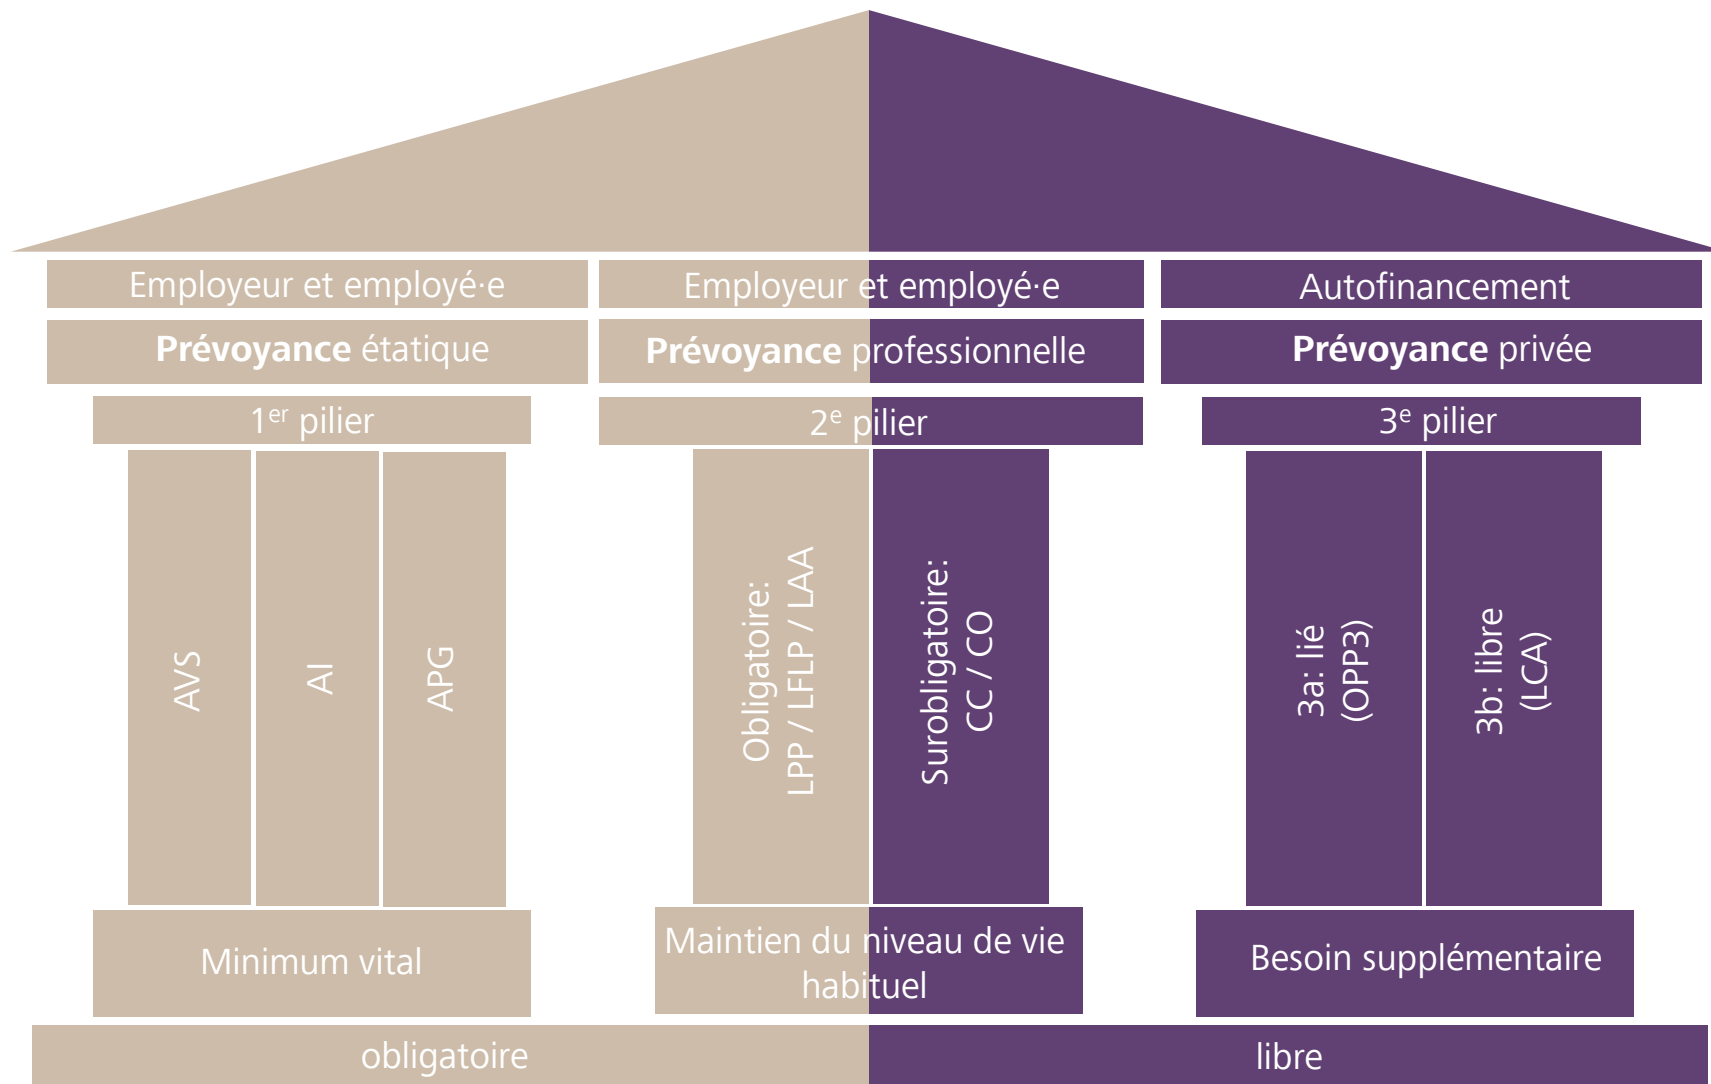 Employeur et employé·e
Employeur et employé·e
Autofinancement
Prévoyance étatique
Prévoyance professionnelle
Prévoyance privée
1er pilier
2e pilier
3e pilier
AVS
AI
APG
Obligatoire:
LPP / LFLP / LAA
Surobligatoire:
CC / CO
3a: lié
(OPP3)
3b: libre
(LCA)
Minimum vital
Maintien du niveau de vie
habituel
Besoin supplémentaire
obligatoire
libre